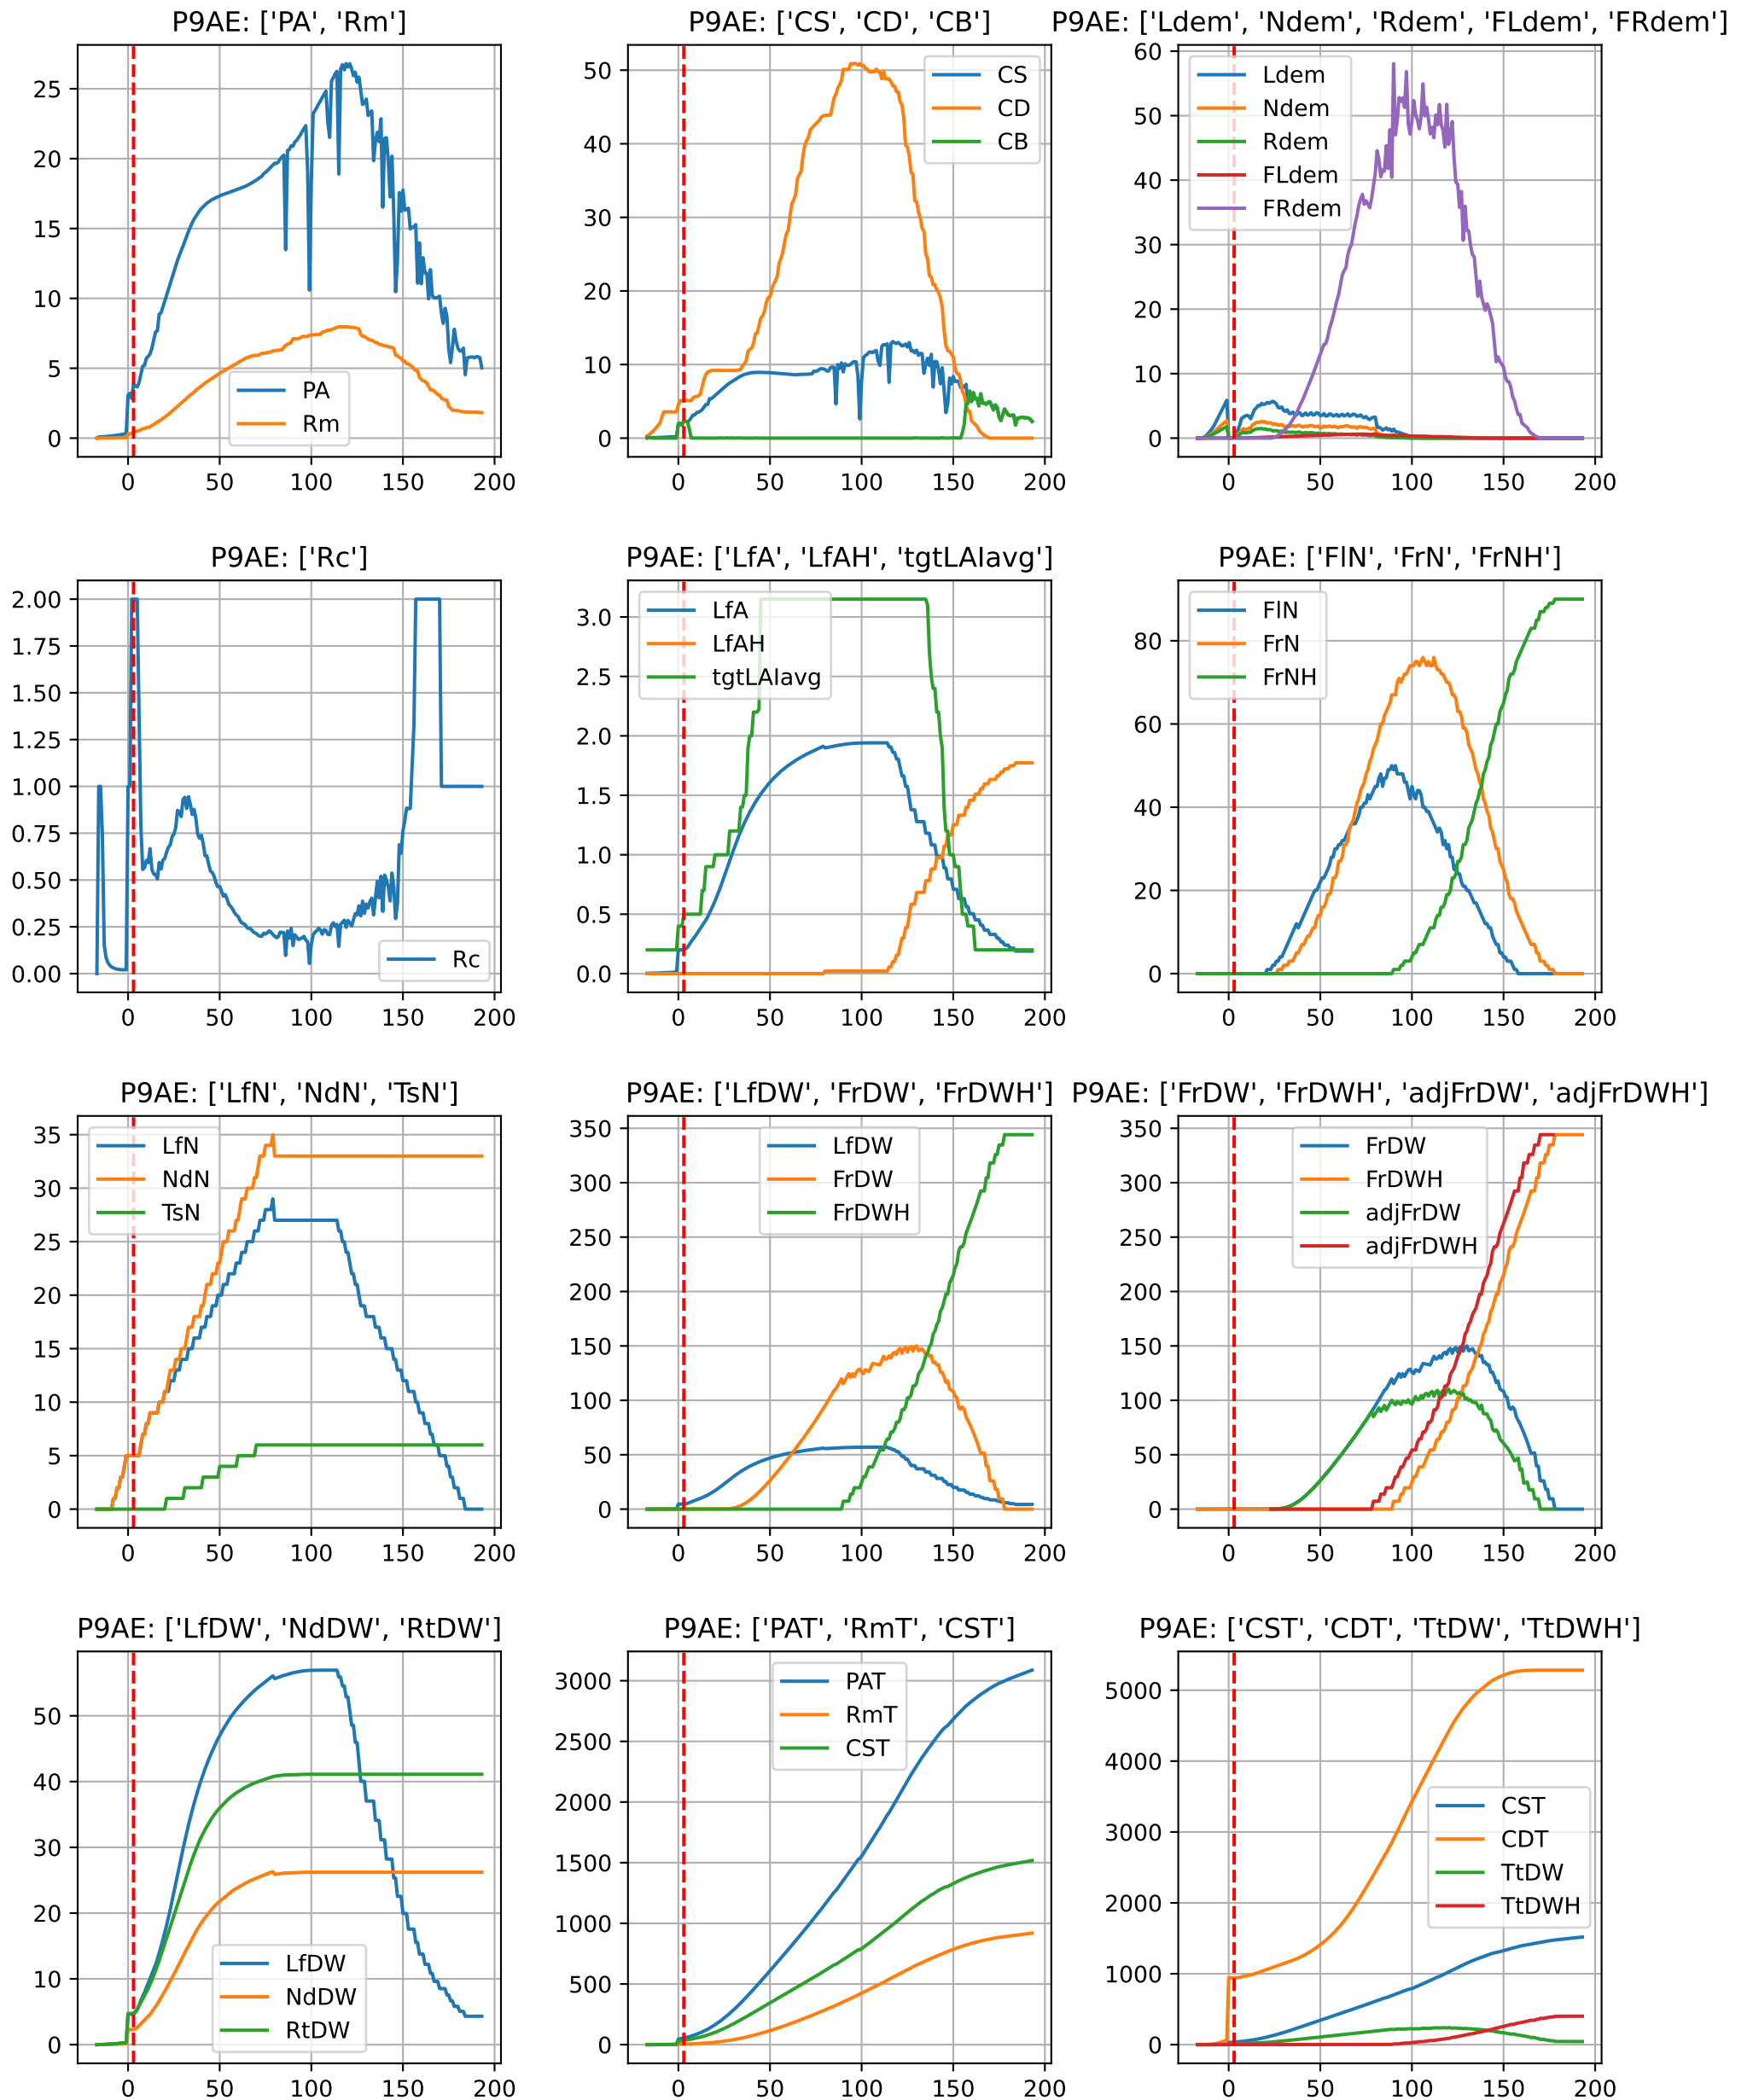 P9AE: ['PA', 'Rm']
25
20
15
10
5
0
PA
Rm
0 50 100 150 200
P9AE: ['CS', 'CD', 'CB']
50
40
30
20
10
0
CS
CD
CB
0 50 100 150 200
P9AE: ['Ldem', 'Ndem', 'Rdem', 'FLdem', 'FRdem']
60
50
40
30
20
10
0
Ldem
Ndem
Rdem
FLdem
FRdem
0 50 100 150 200
P9AE: ['Rc']
2.00
1.75
1.50
1.25
1.00
0.75
0.50
0.25
0.00
Rc
0 50 100 150 200
P9AE: ['LfA', 'LfAH', 'tgtLAIavg']
3.0
2.5
2.0
1.5
1.0
0.5
0.0
LfA
LfAH
tgtLAIavg
0 50 100 150 200
P9AE: ['FlN', 'FrN', 'FrNH']
80
60
40
20
0
FlN
FrN
FrNH
0 50 100 150 200
P9AE: ['LfN', 'NdN', 'TsN']
35
30
25
20
15
10
5
0
LfN
NdN
TsN
0 50 100 150 200
P9AE: ['LfDW', 'FrDW', 'FrDWH']
350
300
250
200
150
100
50
0
LfDW
FrDW
FrDWH
0 50 100 150 200
P9AE: ['FrDW', 'FrDWH', 'adjFrDW', 'adjFrDWH']
350
300
250
200
150
100
50
0
FrDW
FrDWH
adjFrDW
adjFrDWH
0 50 100 150 200
P9AE: ['LfDW', 'NdDW', 'RtDW']
50
40
30
20
10
0
LfDW
NdDW
RtDW
0 50 100 150 200
P9AE: ['PAT', 'RmT', 'CST']
3000
2500
2000
1500
1000
500
0
PAT
RmT
CST
0 50 100 150 200
P9AE: ['CST', 'CDT', 'TtDW', 'TtDWH']
5000
4000
3000
2000
1000
0
CST
CDT
TtDW
TtDWH
0 50 100 150 200